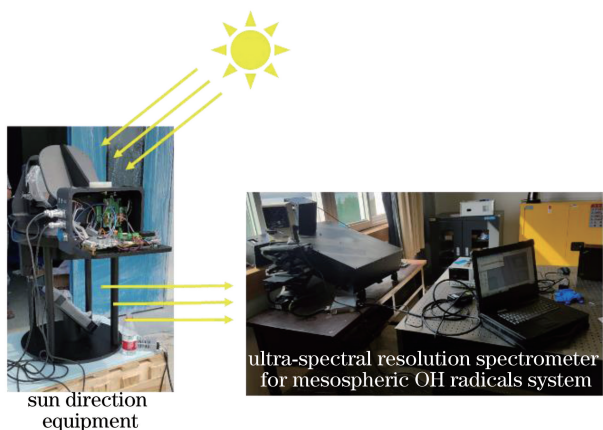 ultra-spectral resolution spectrometer
for mesospheric OH radicals system
sun direction
equipment